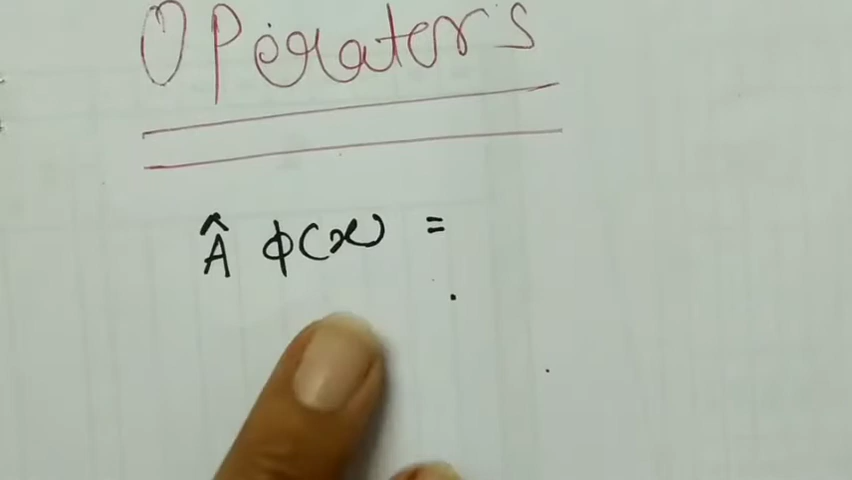 Operators
Â ϕ(x) =